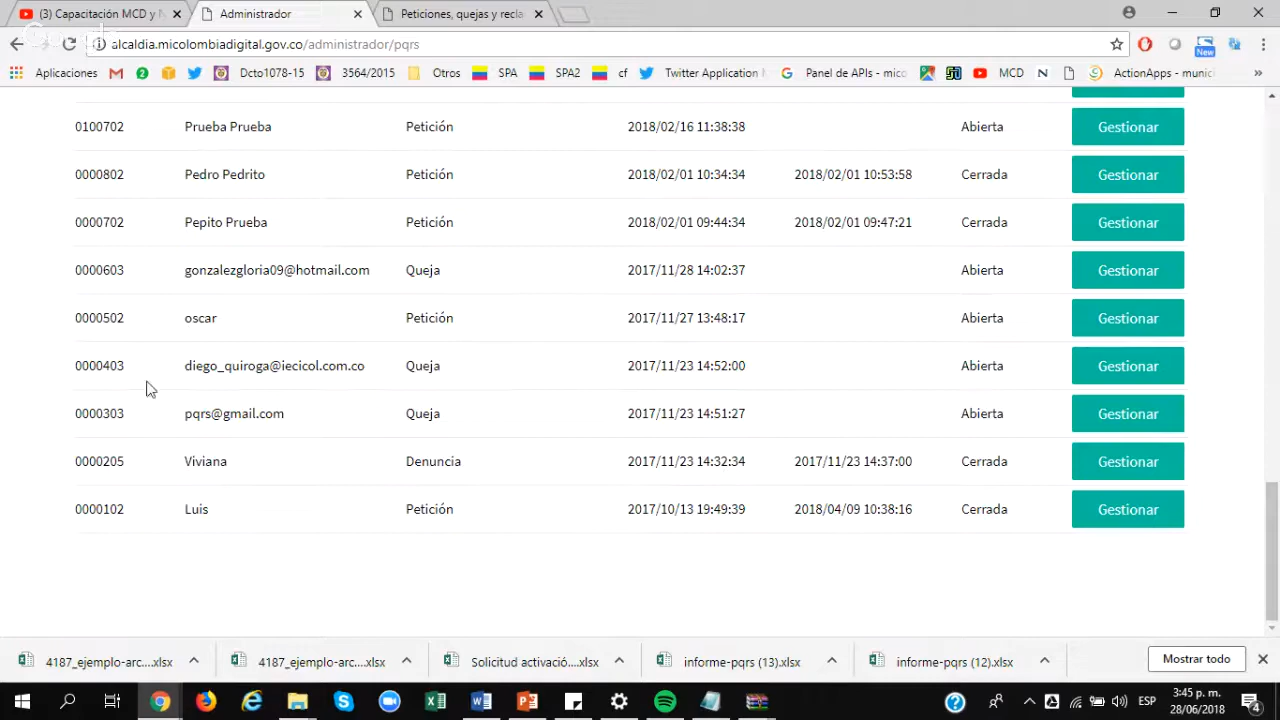 (3) Capacitación MCD y N
Administrador
Peticiones, quejas y recla
Google
alcaldia.micolombiadigital.gov.co/administrador/pqrs
New
Aplicaciones
2
Dcto1078-15
3564/2015
Otros
SPA
SPA2
cf
Twitter Application M
Panel de APIs - mico
MCD
N
ActionApps - munic
»
0100702 Prueba Prueba Petición 2018/02/16 11:38:38 Abierta Gestionar
0000802 Pedro Pedrito Petición 2018/02/01 10:34:34 2018/02/01 10:53:58 Cerrada Gestionar
0000702 Pepito Prueba Petición 2018/02/01 09:44:34 2018/02/01 09:47:21 Cerrada Gestionar
0000603 gonzalezgloria09@hotmail.com Queja 2017/11/28 14:02:37 Abierta Gestionar
0000502 oscar Petición 2017/11/27 13:48:17 Abierta Gestionar
0000403 diego_quiroga@iecicol.com.co Queja 2017/11/23 14:52:00 Abierta Gestionar
0000303 pqrs@gmail.com Queja 2017/11/23 14:51:27 Abierta Gestionar
0000205 Viviana Denuncia 2017/11/23 14:32:34 2017/11/23 14:37:00 Cerrada Gestionar
0000102 Luis Petición 2017/10/13 19:49:39 2018/04/09 10:38:16 Cerrada Gestionar
4187_ejemplo-arc....xlsx
4187_ejemplo-arc....xlsx
Solicitud activació....xlsx
informe-pqrs (13).xlsx
informe-pqrs (12).xlsx
Mostrar todo
ESP
3:45 p. m.
28/06/2018
4